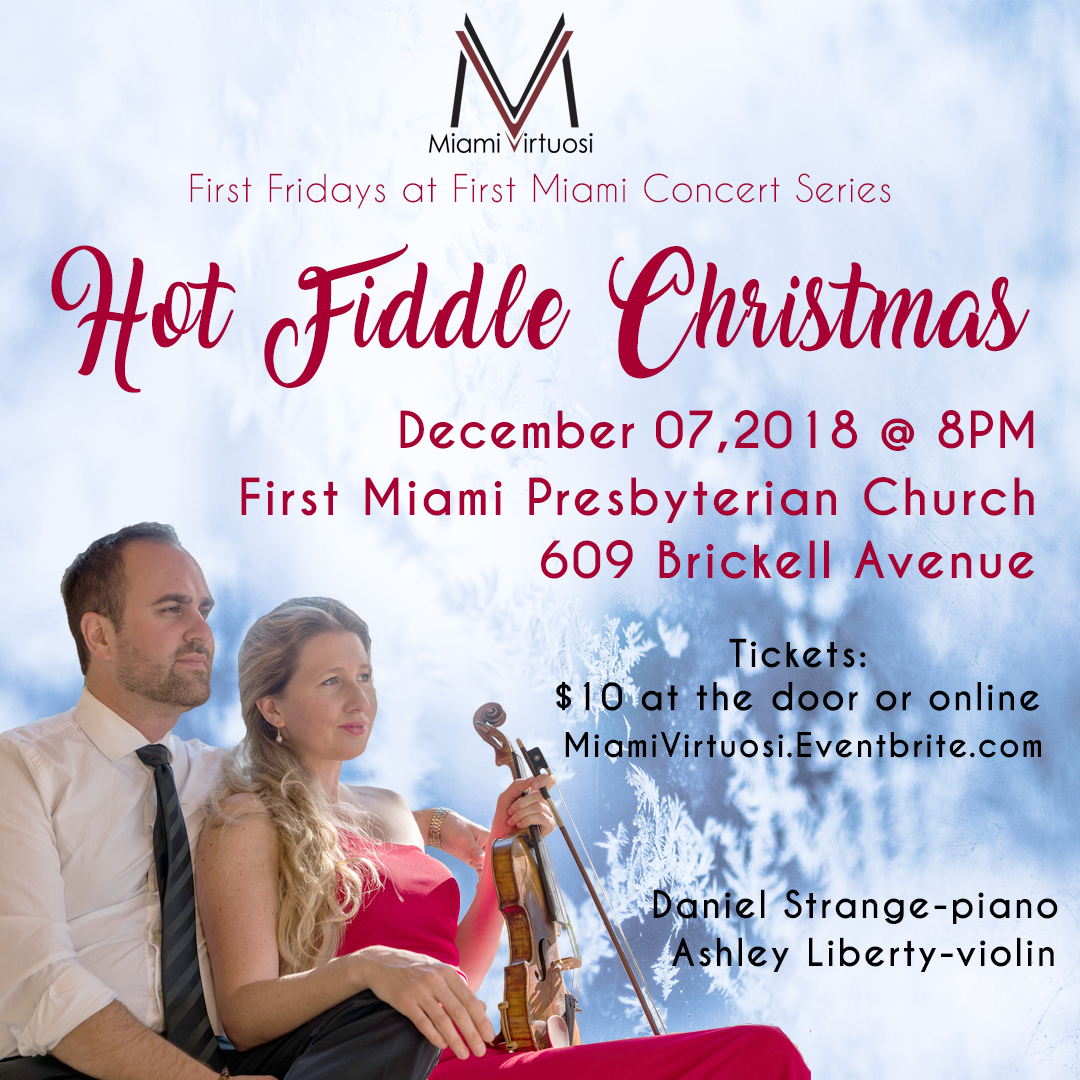 Miami Virtuosi
First Fridays at First Miami Concert Series
Hot Fiddle Christmas
December 07,2018 @ 8PM
First Miami Presbyterian Church
609 Brickell Avenue
Tickets:
$10 at the door or online
MiamiVirtuosi.Eventbrite.com
Daniel Strange-piano
Ashley Liberty-violin